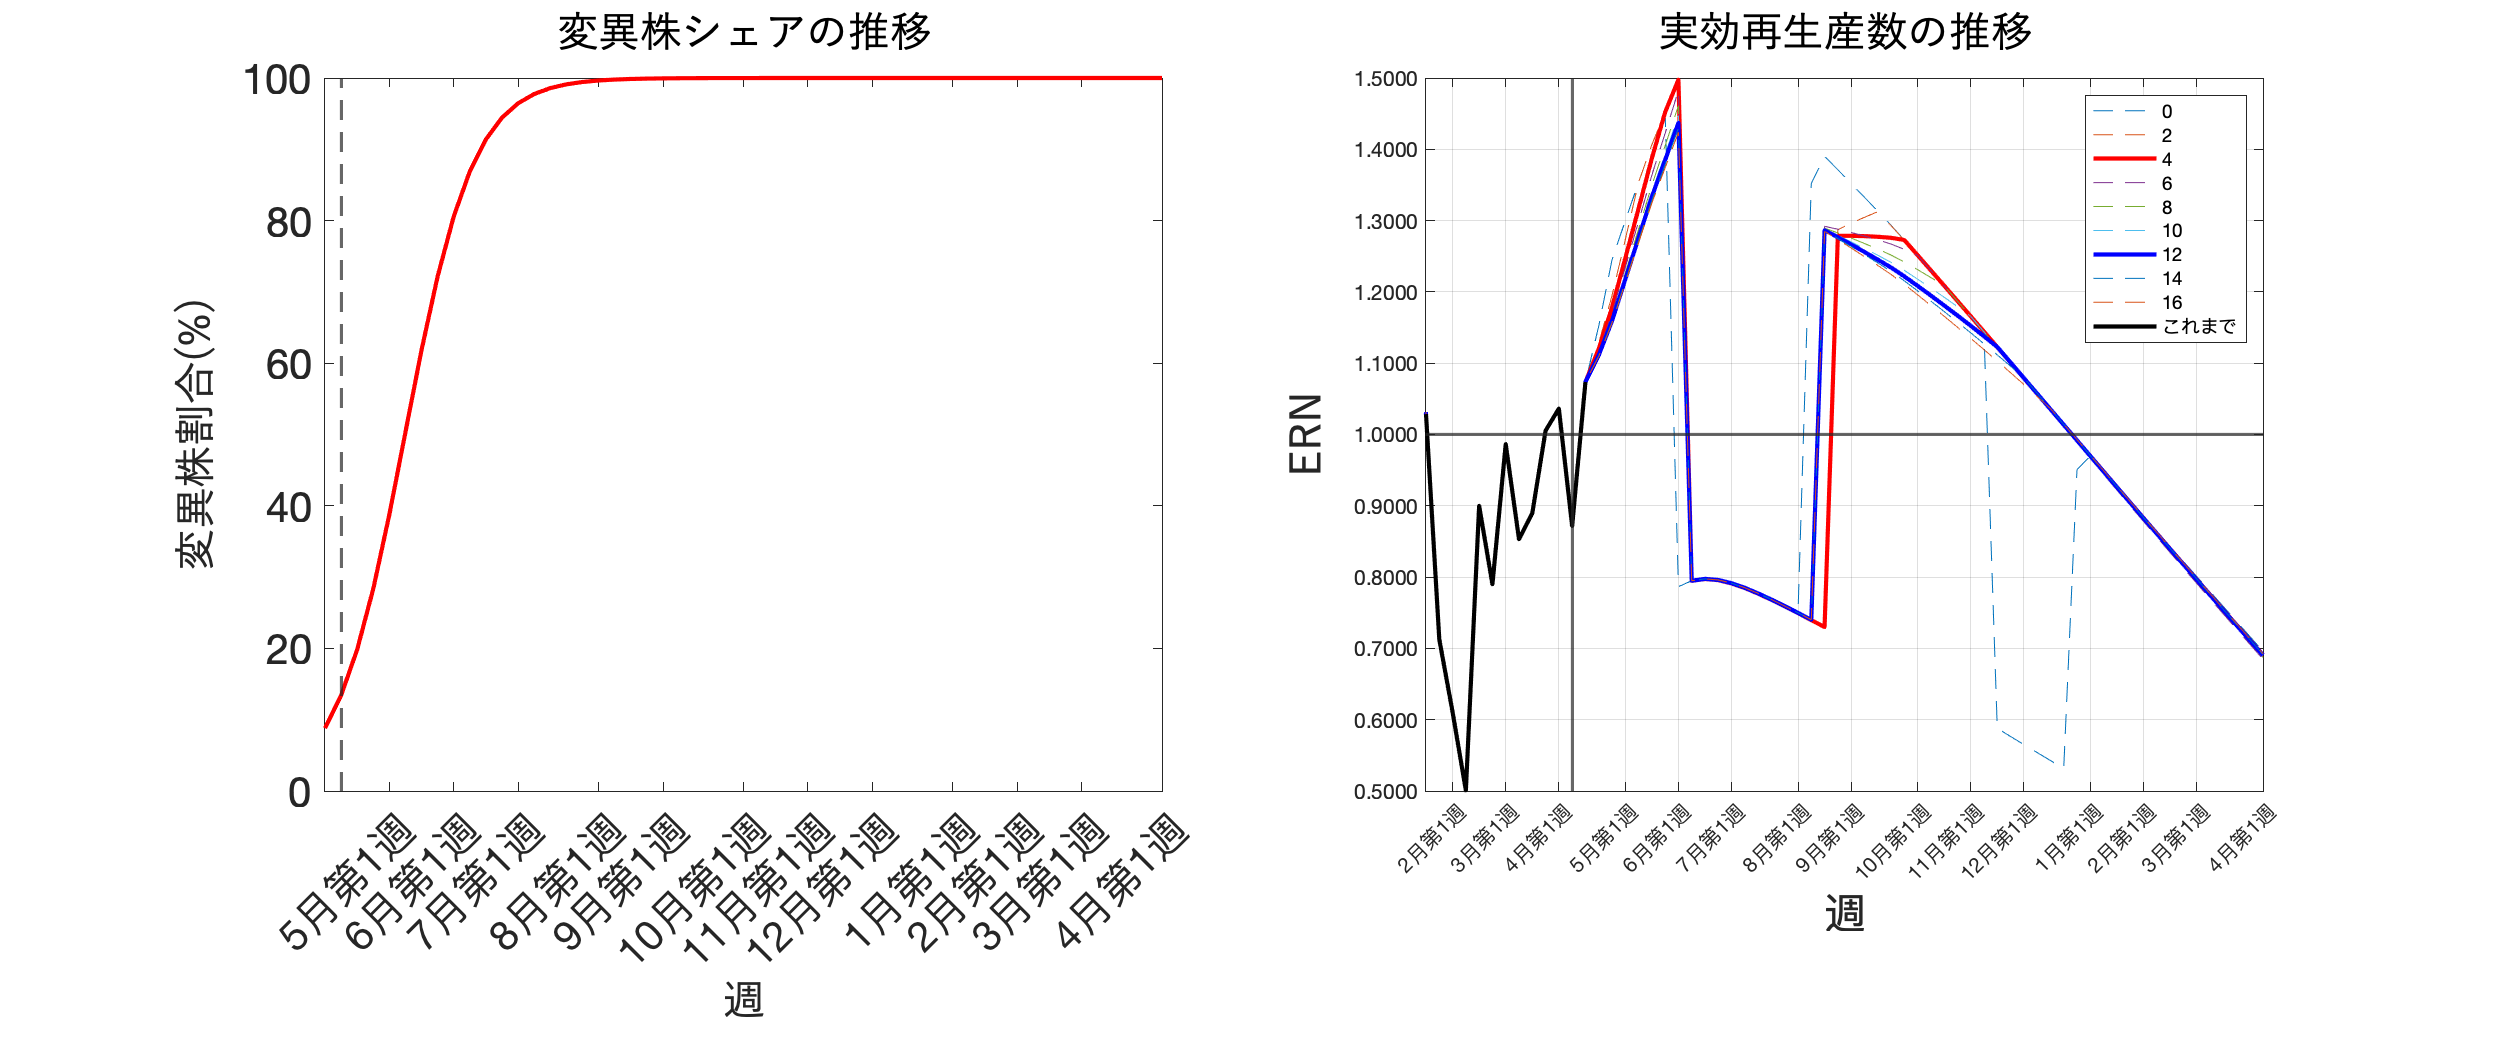 変異株シェアの推移
100
80
60
40
20
0
変異株割合(%)
5月第1週
6月第1週
7月第1週
8月第1週
9月第1週
10月第1週
11月第1週
12月第1週
1月第1週
2月第1週
3月第1週
4月第1週
週
実効再生産数の推移
1.5000
1.4000
1.3000
1.2000
1.1000
1.0000
0.9000
0.8000
0.7000
0.6000
0.5000
ERN
0
2
4
6
8
10
12
14
16
これまで
2月第1週
3月第1週
4月第1週
5月第1週
6月第1週
7月第1週
8月第1週
9月第1週
10月第1週
11月第1週
12月第1週
1月第1週
2月第1週
3月第1週
4月第1週
週